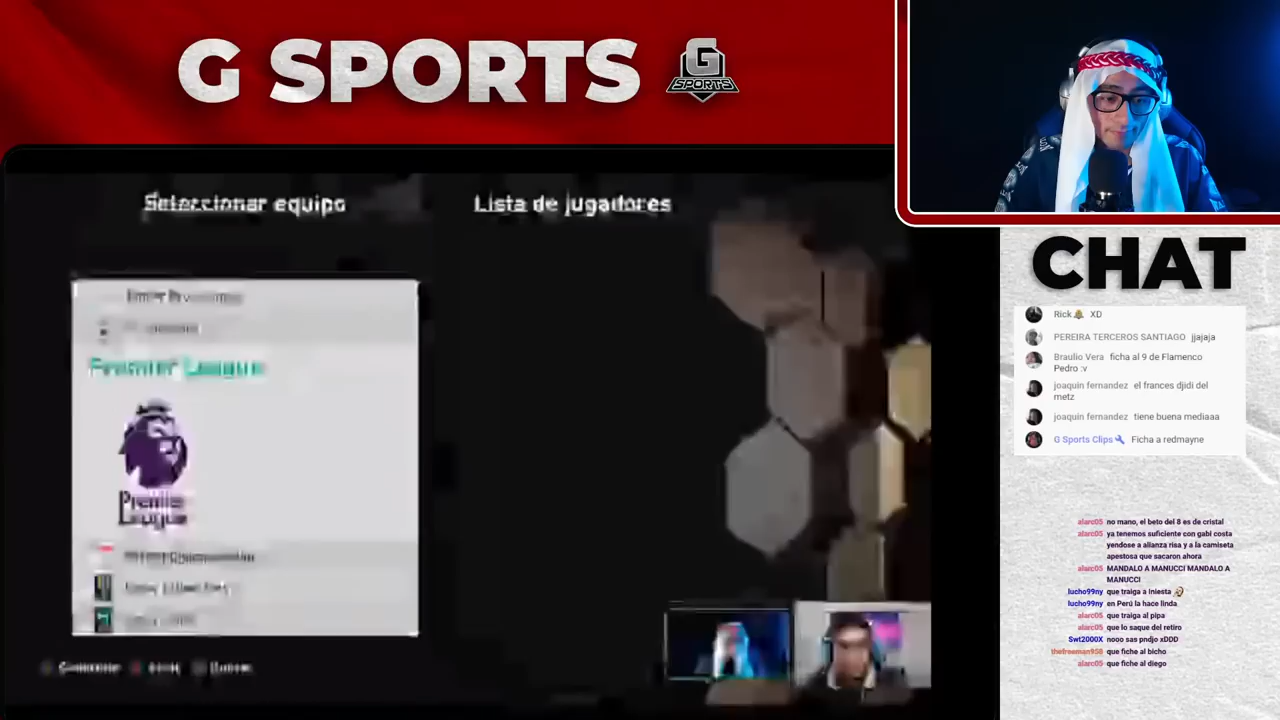 G SPORTS
G
SPORTS
Seleccionar equipo
Lista de jugadores
Premier League
Premier
League
CHAT
Rick XD
PEREIRA TERCEROS SANTIAGO jjajaja
Braulio Vera ficha al 9 de Flamenco
Pedro :v
joaquin fernandez el frances djidi del
metz
joaquin fernandez tiene buena mediaaa
G Sports Clips Ficha a redmayne
alarc05 no mano, el beto del 8 es de cristal
alarc05 ya tenemos suficiente con gabi costa
yendose a alianza risa y a la camiseta
apestosa que sacaron ahora
alarc05 MANDALO A MANUCCI MANDALO A
MANUCCI
lucho99ny que traiga a iniesta
lucho99ny en Perú la hace linda
alarc05 que traiga al pipa
alarc05 que lo saque del retiro
Swt2000X nooo sas pndjo xDDD
thefreeman958 que fiche al bicho
alarc05 que fiche al diego